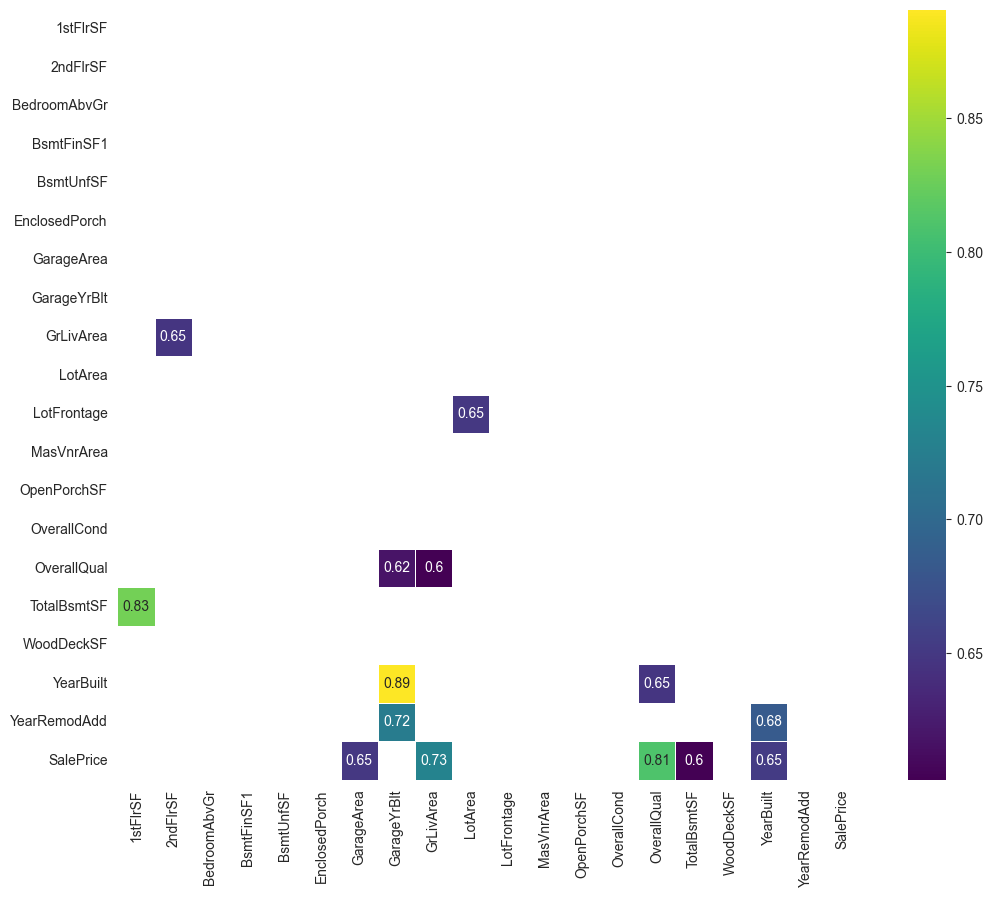 1stFlrSF
2ndFlrSF
BedroomAbvGr
BsmtFinSF1
BsmtUnfSF
EnclosedPorch
GarageArea
GarageYrBlt
GrLivArea
0.65
LotArea
LotFrontage
0.65
MasVnrArea
OpenPorchSF
OverallCond
OverallQual
0.62 0.6
TotalBsmtSF
0.83
WoodDeckSF
YearBuilt
0.89 0.65
YearRemodAdd
0.72 0.68
SalePrice
0.65 0.73 0.81 0.6 0.65
1stFlrSF
2ndFlrSF
BedroomAbvGr
BsmtFinSF1
BsmtUnfSF
EnclosedPorch
GarageArea
GarageYrBlt
GrLivArea
LotArea
LotFrontage
MasVnrArea
OpenPorchSF
OverallCond
OverallQual
TotalBsmtSF
WoodDeckSF
YearBuilt
YearRemodAdd
SalePrice
0.85
0.80
0.75
0.70
0.65